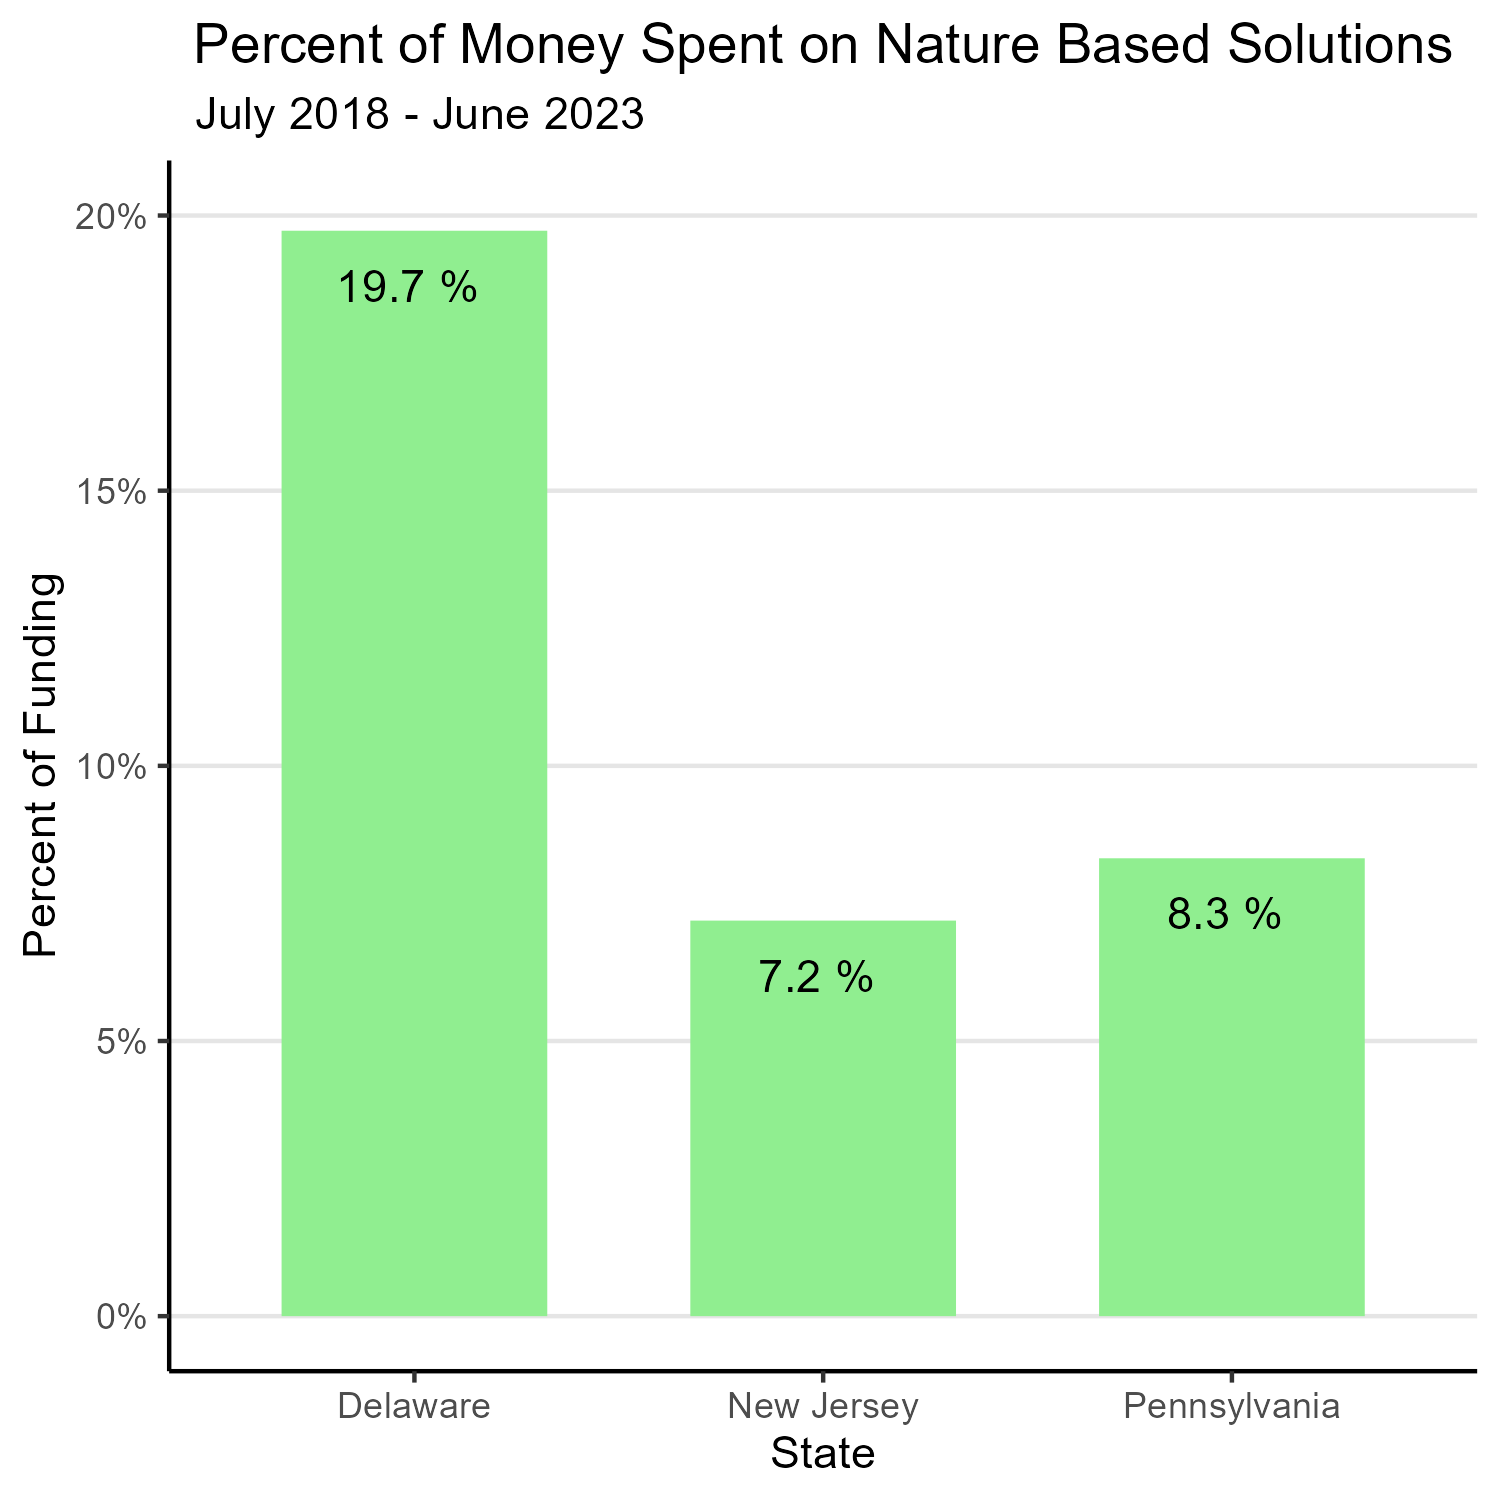 Percent of Money Spent on Nature Based Solutions
July 2018 - June 2023
Percent of Funding
20%
15%
10%
5%
0%
19.7 %
7.2 %
8.3 %
Delaware
New Jersey
Pennsylvania
State